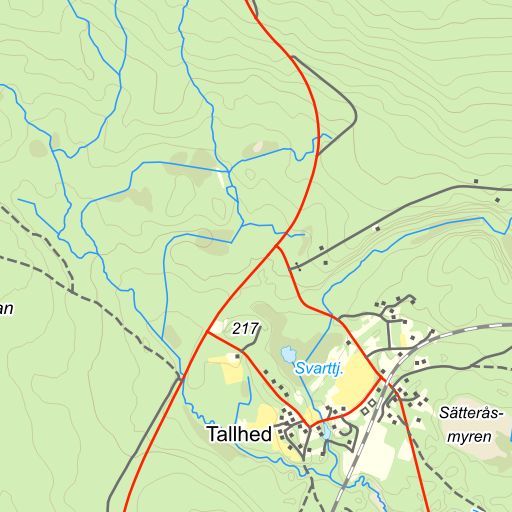 an
217
Svarttj.
Tallhed
Sätterås-
myren